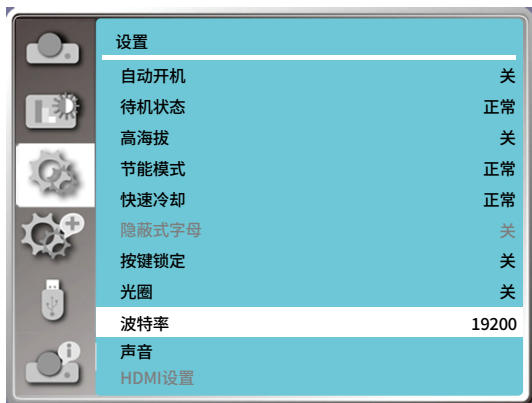 设置
自动开机 关
待机状态 正常
高海拔 关
节能模式 正常
快速冷却 正常
隐蔽式字母 关
按键锁定 关
光圈 关
波特率 19200
声音
HDMI设置